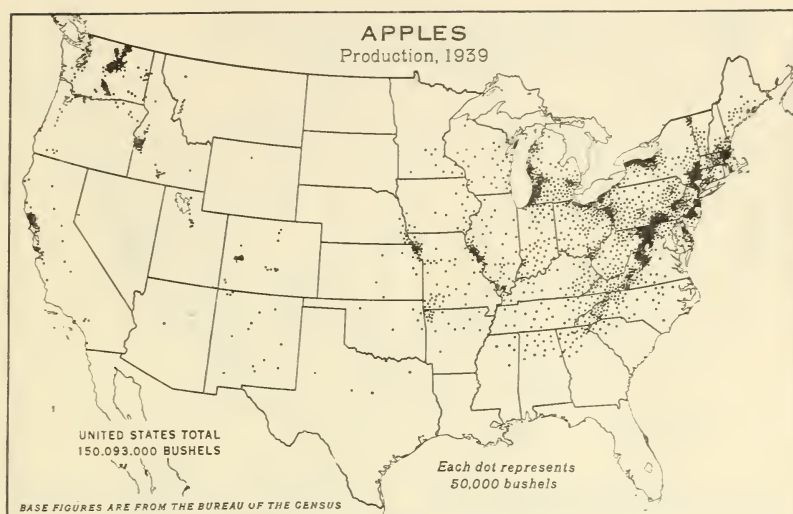 APPLES
Production, 1939
UNITED STATES TOTAL
150.093.000 BUSHELS
Each dot represents
50,000 bushels
BASE FIGURES ARE FROM THE BUREAU OF THE CENSUS